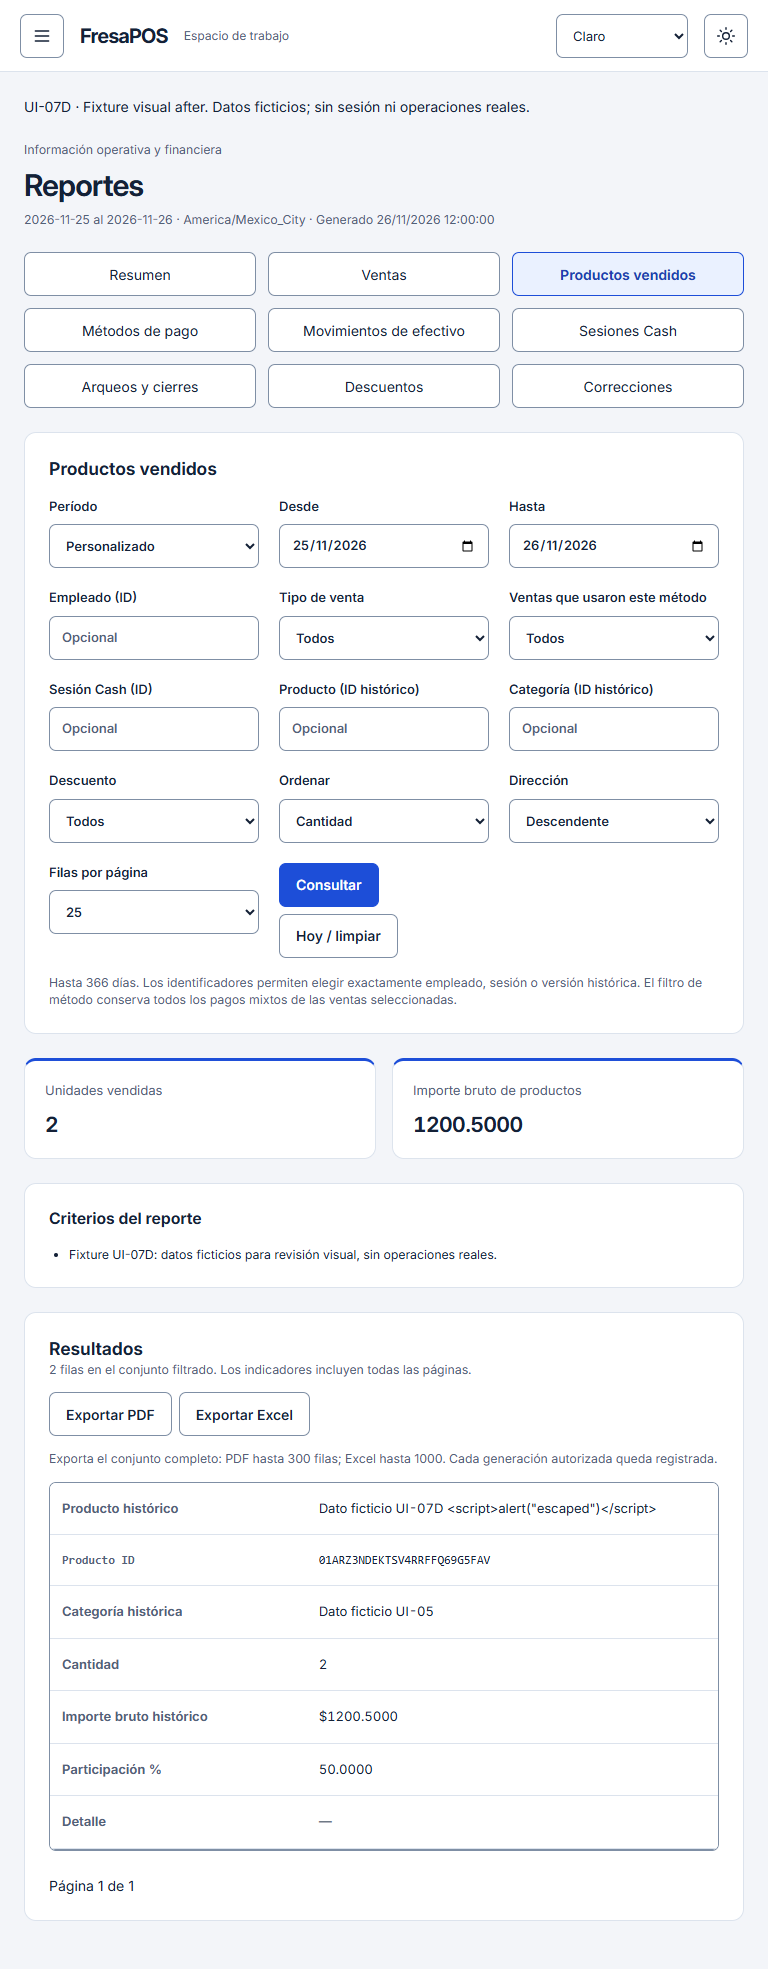 FresaPOS
Espacio de trabajo
Claro
UI-07D · Fixture visual after. Datos ficticios; sin sesión ni operaciones reales.
Información operativa y financiera
Reportes
2026-11-25 al 2026-11-26 · America/Mexico_City · Generado 26/11/2026 12:00:00
Resumen
Ventas
Productos vendidos
Métodos de pago
Movimientos de efectivo
Sesiones Cash
Arqueos y cierres
Descuentos
Correcciones
Productos vendidos
Período
Desde
Hasta
Personalizado
25/11/2026
26/11/2026
Empleado (ID)
Tipo de venta
Ventas que usaron este método
Opcional
Todos
Todos
Sesión Cash (ID)
Producto (ID histórico)
Categoría (ID histórico)
Opcional
Opcional
Opcional
Descuento
Ordenar
Dirección
Todos
Cantidad
Descendente
Filas por página
25
Consultar
Hoy / limpiar
Hasta 366 días. Los identificadores permiten elegir exactamente empleado, sesión o versión histórica. El filtro de
método conserva todos los pagos mixtos de las ventas seleccionadas.
Unidades vendidas
2
Importe bruto de productos
1200.5000
Criterios del reporte
• Fixture UI-07D: datos ficticios para revisión visual, sin operaciones reales.
Resultados
2 filas en el conjunto filtrado. Los indicadores incluyen todas las páginas.
Exportar PDF
Exportar Excel
Exporta el conjunto completo: PDF hasta 300 filas; Excel hasta 1000. Cada generación autorizada queda registrada.
Producto histórico
Dato ficticio UI-07D <script>alert("escaped")</script>
Producto ID
01ARZ3NDEKTSV4RRFFQ69G5FAV
Categoría histórica
Dato ficticio UI-05
Cantidad
2
Importe bruto histórico
$1200.5000
Participación %
50.0000
Detalle
—
Página 1 de 1